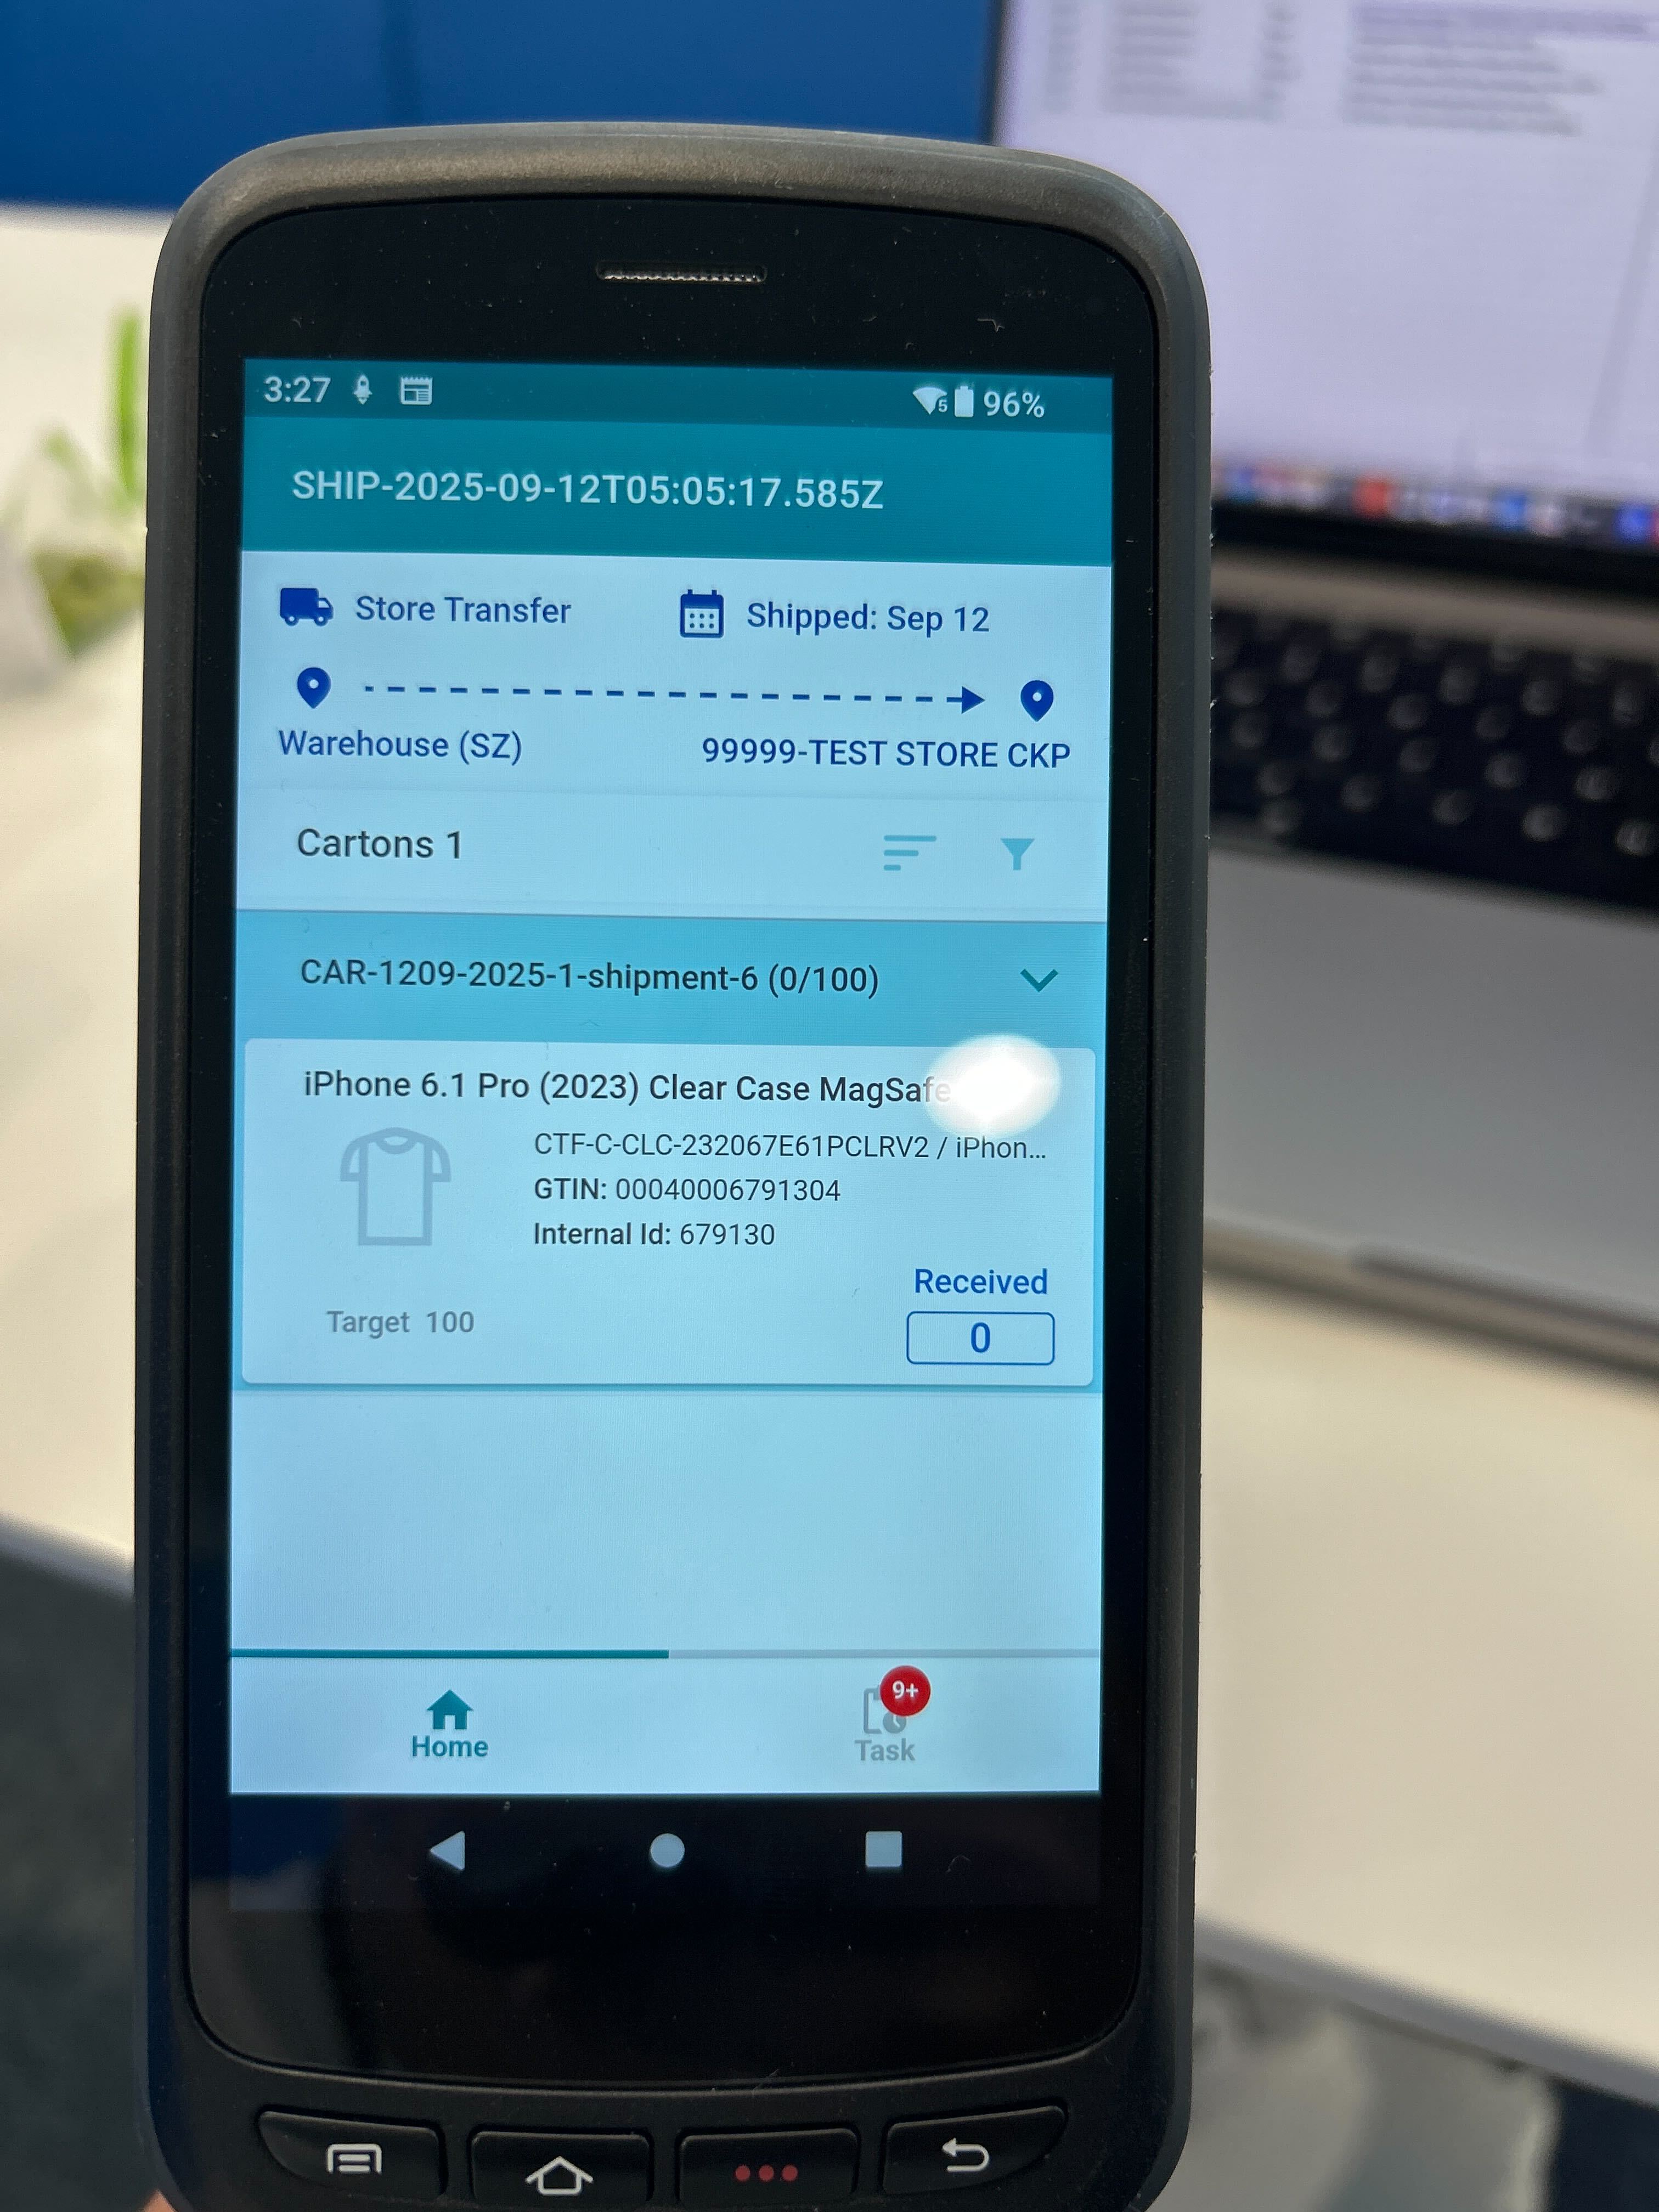 3:27
5 96%
SHIP-2025-09-12T05:05:17.585Z
Store Transfer
Shipped: Sep 12
Warehouse (SZ)
99999-TEST STORE CKP
Cartons 1
CAR-1209-2025-1-shipment-6 (0/100)
iPhone 6.1 Pro (2023) Clear Case MagSafe
CTF-C-CLC-232067E61PCLRV2 / iPhon...
GTIN: 00040006791304
Internal Id: 679130
Received
Target 100
0
9+
Home
Task